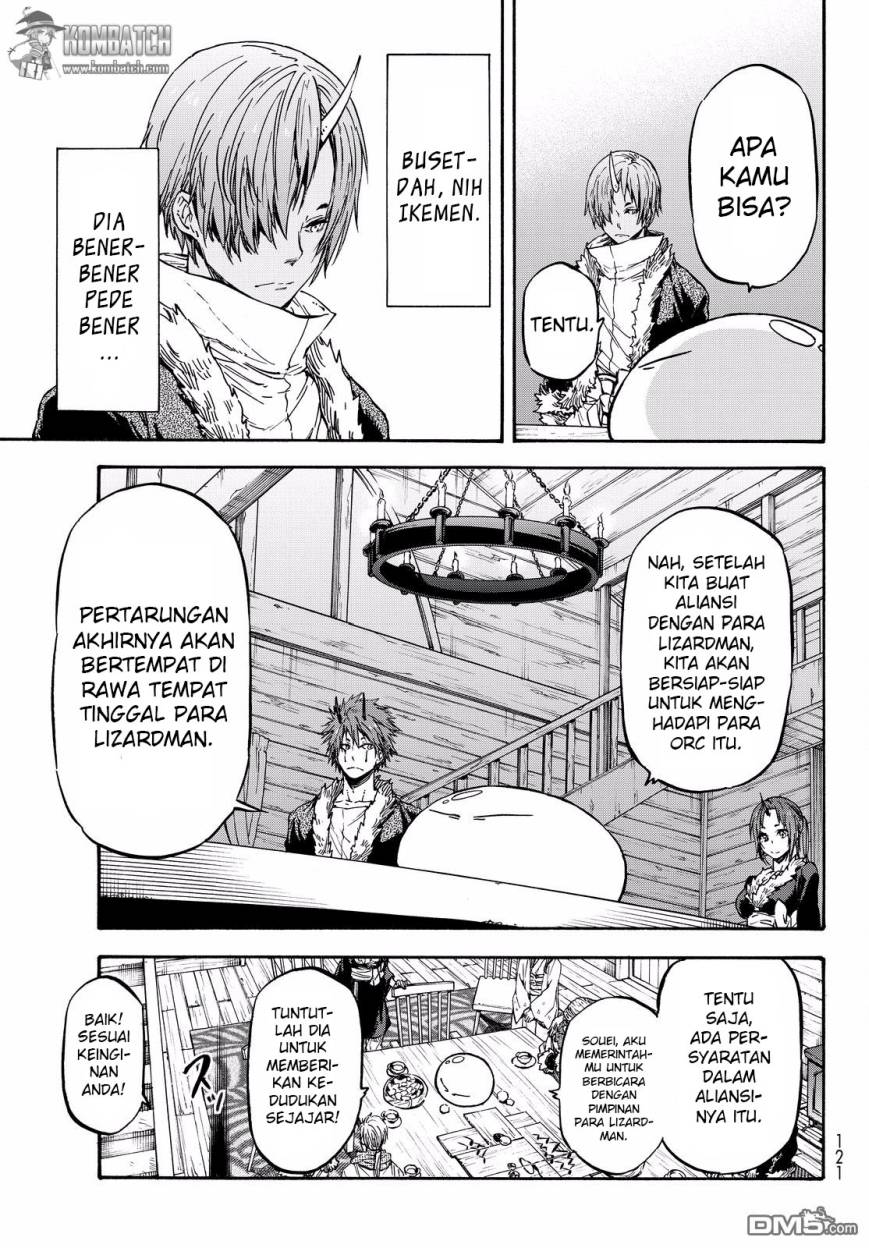 KOMBATCH
www.kombatch.com
APA
KAMU
BISA?
TENTU.
BUSET-
DAH, NIH
IKEMEN.
DIA
BENER-
BENER
PEDE
BENER
...
NAH, SETELAH
KITA BUAT
ALIANSI
DENGAN PARA
LIZARDMAN,
KITA AKAN
BERSIAP-SIAP
UNTUK MENG-
HADAPI PARA
ORC ITU.
PERTARUNGAN
AKHIRNYA AKAN
BERTEMPAT DI
RAWA TEMPAT
TINGGAL PARA
LIZARDMAN.
TENTU
SAJA,
ADA PER-
SYARATAN
DALAM
ALIANSI-
NYA ITU.
SOUEI, AKU
MEMERINTAH-
MU UNTUK
BERBICARA
DENGAN
PIMPINAN
PARA LIZARD-
MAN.
TUNTUT-
LAH DIA
UNTUK
MEMBERI-
KAN KE-
DUDUKAN
SEJAJAR!
BAIK!
SESUAI
KEINGI-
NAN
ANDA!
スッ
121
DM5.com